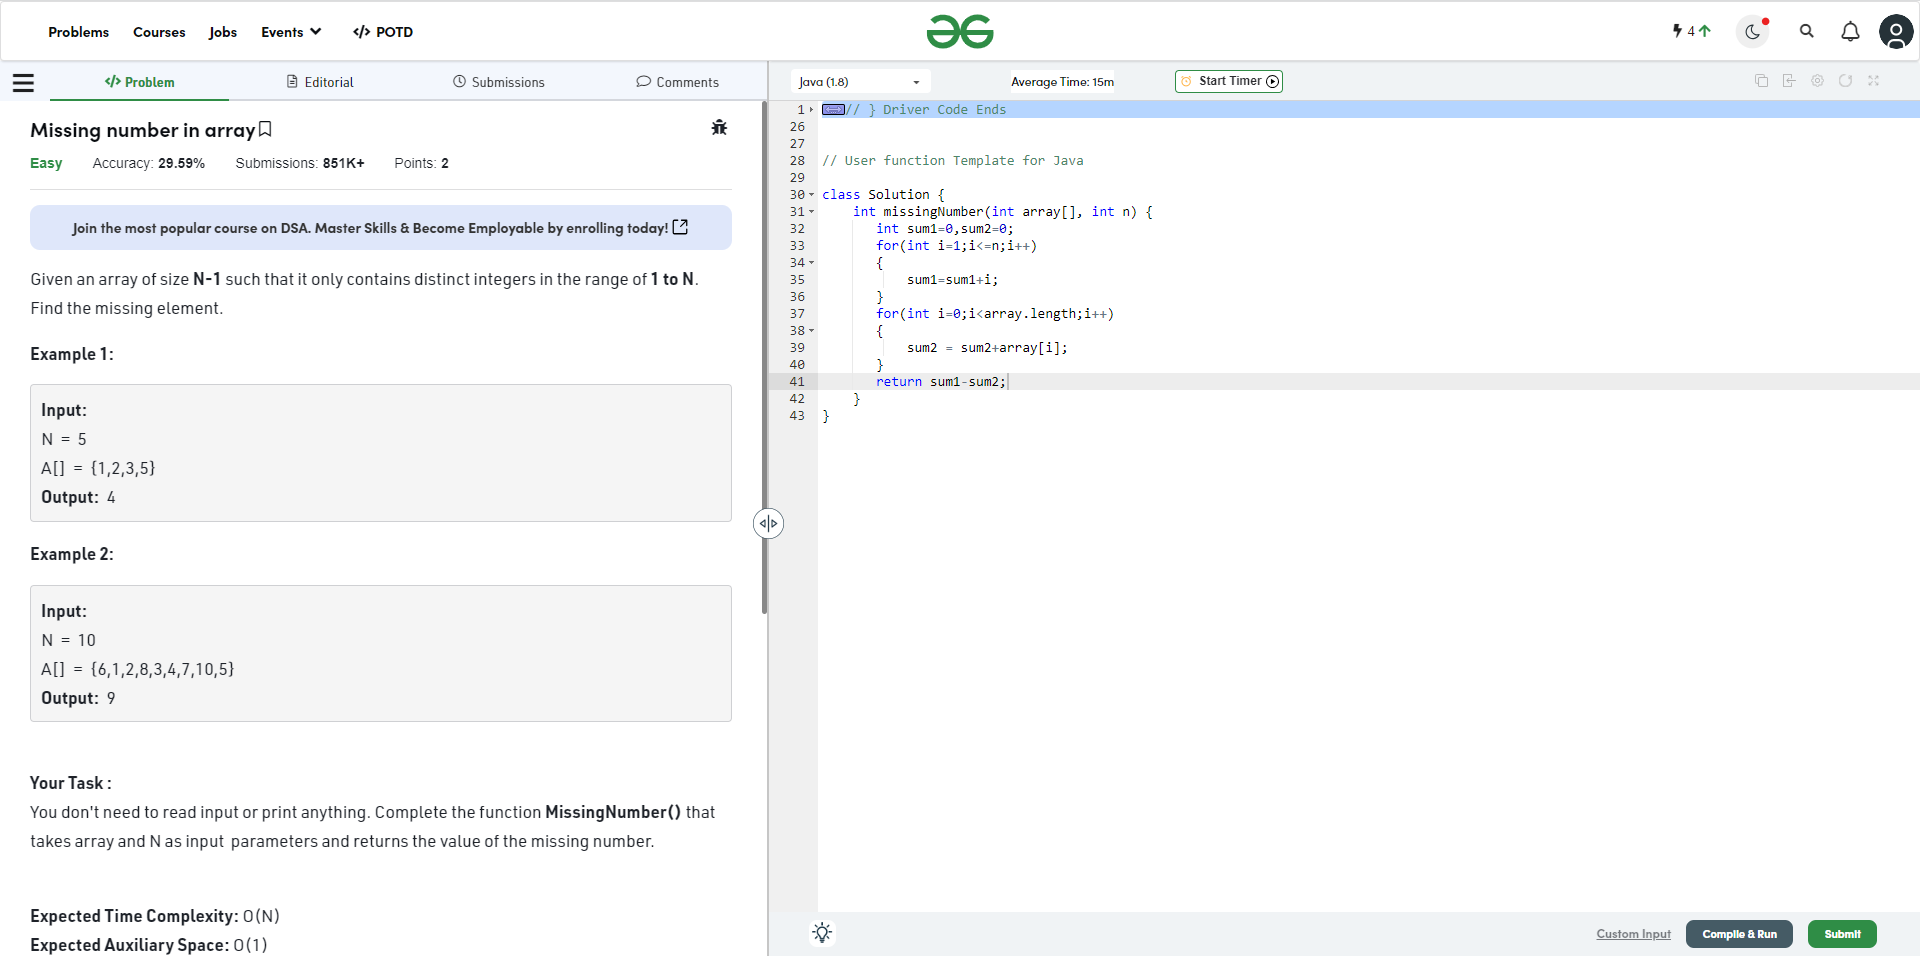 Problems Courses Jobs Events </> POTD
4
</> Problem Editorial Submissions Comments
Missing number in array
Easy Accuracy: 29.59% Submissions: 851K+ Points: 2
Join the most popular course on DSA. Master Skills & Become Employable by enrolling today!
Given an array of size N-1 such that it only contains distinct integers in the range of 1 to N.
Find the missing element.
Example 1:
Input:
N = 5
A[] = {1,2,3,5}
Output: 4
Example 2:
Input:
N = 10
A[] = {6,1,2,8,3,4,7,10,5}
Output: 9
Your Task :
You don't need to read input or print anything. Complete the function MissingNumber() that
takes array and N as input parameters and returns the value of the missing number.
Expected Time Complexity: O(N)
Expected Auxiliary Space: O(1)
Java (1.8) Average Time: 15m Start Timer
1 // } Driver Code Ends
26
27
28 // User function Template for Java
29
30 class Solution {
31 int missingNumber(int array[], int n) {
32 int sum1=0,sum2=0;
33 for(int i=1;i<=n;i++)
34 {
35 sum1=sum1+i;
36 }
37 for(int i=0;i<array.length;i++)
38 {
39 sum2 = sum2+array[i];
40 }
41 return sum1-sum2;
42 }
43 }
Custom Input Compile & Run Submit